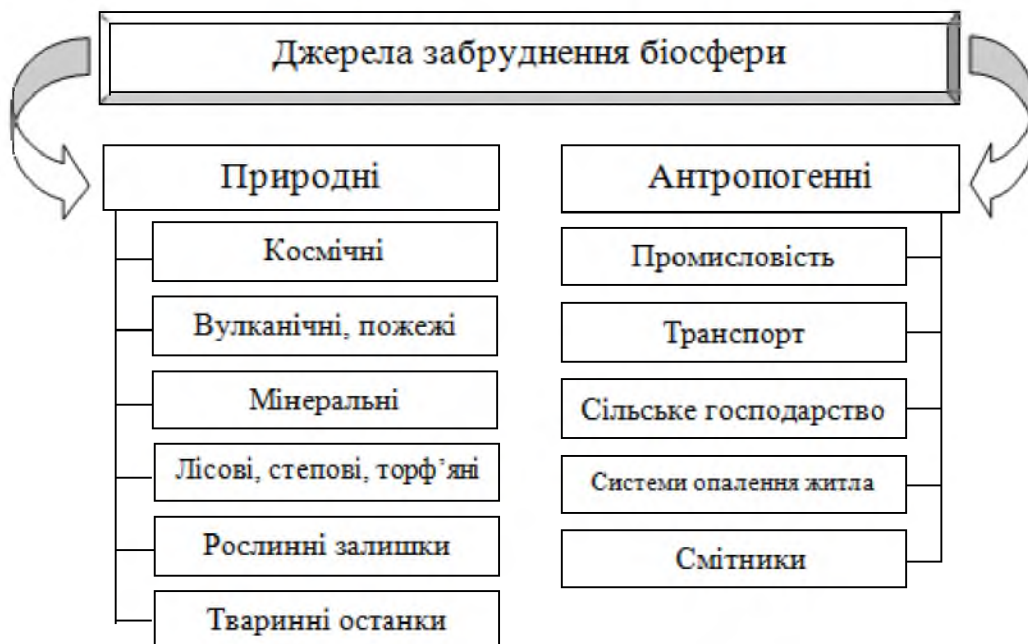 Джерела забруднення біосфери
Природні
Космічні
Вулканічні, пожежі
Мінеральні
Лісові, степові, торф’яні
Рослинні залишки
Тваринні останки
Антропогенні
Промисловість
Транспорт
Сільське господарство
Системи опалення житла
Смітники